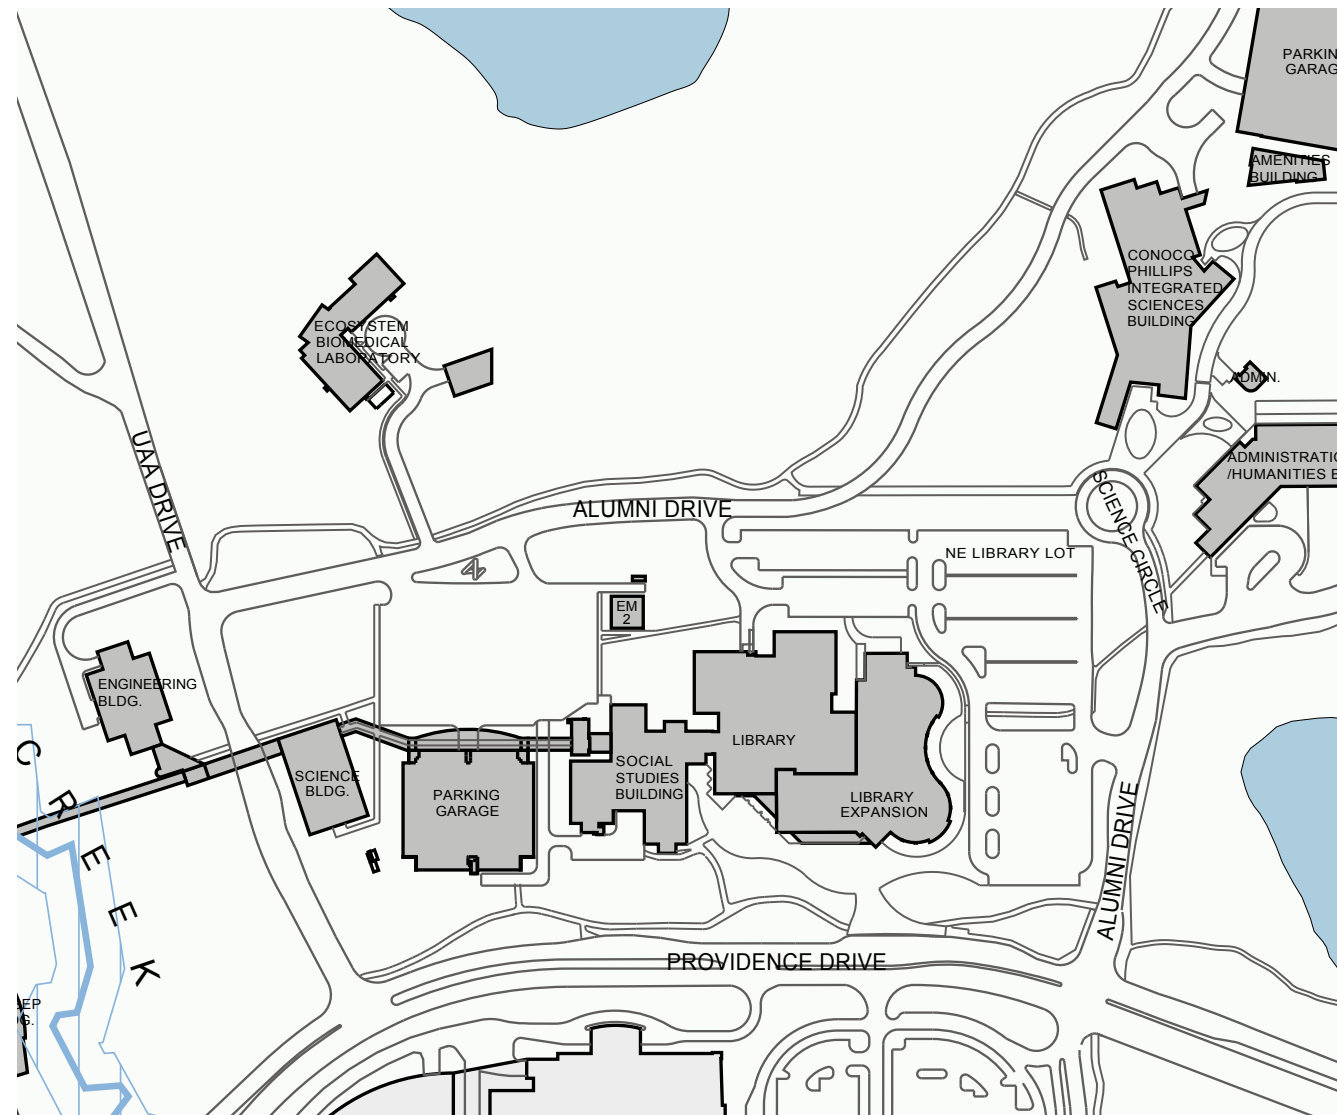 PARKIN
GARAG
AMENITIES
BUILDING
CONOCO
PHILLIPS
INTEGRATED
SCIENCES
BUILDING
ECOSYSTEM
BIOMEDICAL
LABORATORY
ADMIN.
UAA DRIVE
ADMINISTRATIO
/HUMANITIES B
ALUMNI DRIVE
SCIENCE CIRCLE
NE LIBRARY LOT
EM
2
ENGINEERING
BLDG.
LIBRARY
SOCIAL
STUDIES
BUILDING
SCIENCE
BLDG.
PARKING
GARAGE
LIBRARY
EXPANSION
ALUMNI DRIVE
CREEK
PROVIDENCE DRIVE
EP
G.